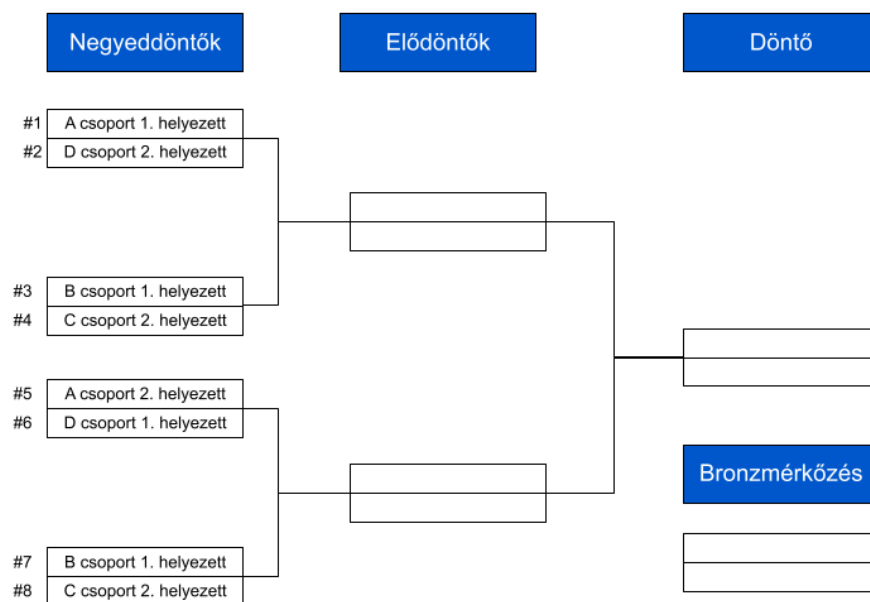 Negyeddöntők
Elődöntők
Döntő
#1 A csoport 1. helyezett
#2 D csoport 2. helyezett
#3 B csoport 1. helyezett
#4 C csoport 2. helyezett
#5 A csoport 2. helyezett
#6 D csoport 1. helyezett
Bronzmérkőzés
#7 B csoport 1. helyezett
#8 C csoport 2. helyezett